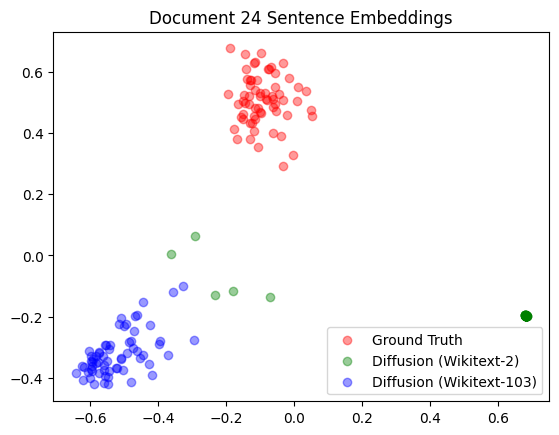 Document 24 Sentence Embeddings
0.6
0.4
0.2
0.0
−0.2
−0.4
Ground Truth
Diffusion (Wikitext-2)
Diffusion (Wikitext-103)
−0.6 −0.4 −0.2 0.0 0.2 0.4 0.6